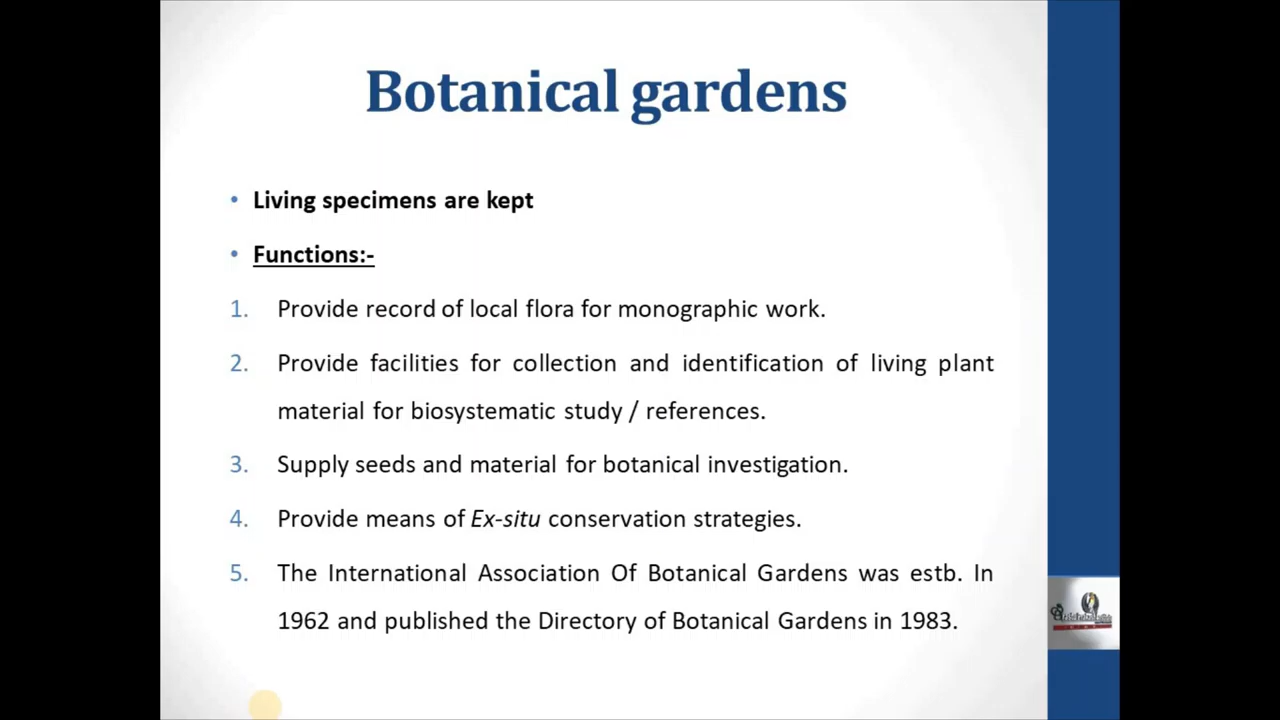 Botanical gardens
• Living specimens are kept
• Functions:-
1. Provide record of local flora for monographic work.
2. Provide facilities for collection and identification of living plant
material for biosystematic study / references.
3. Supply seeds and material for botanical investigation.
4. Provide means of Ex-situ conservation strategies.
5. The International Association Of Botanical Gardens was estb. In
1962 and published the Directory of Botanical Gardens in 1983.